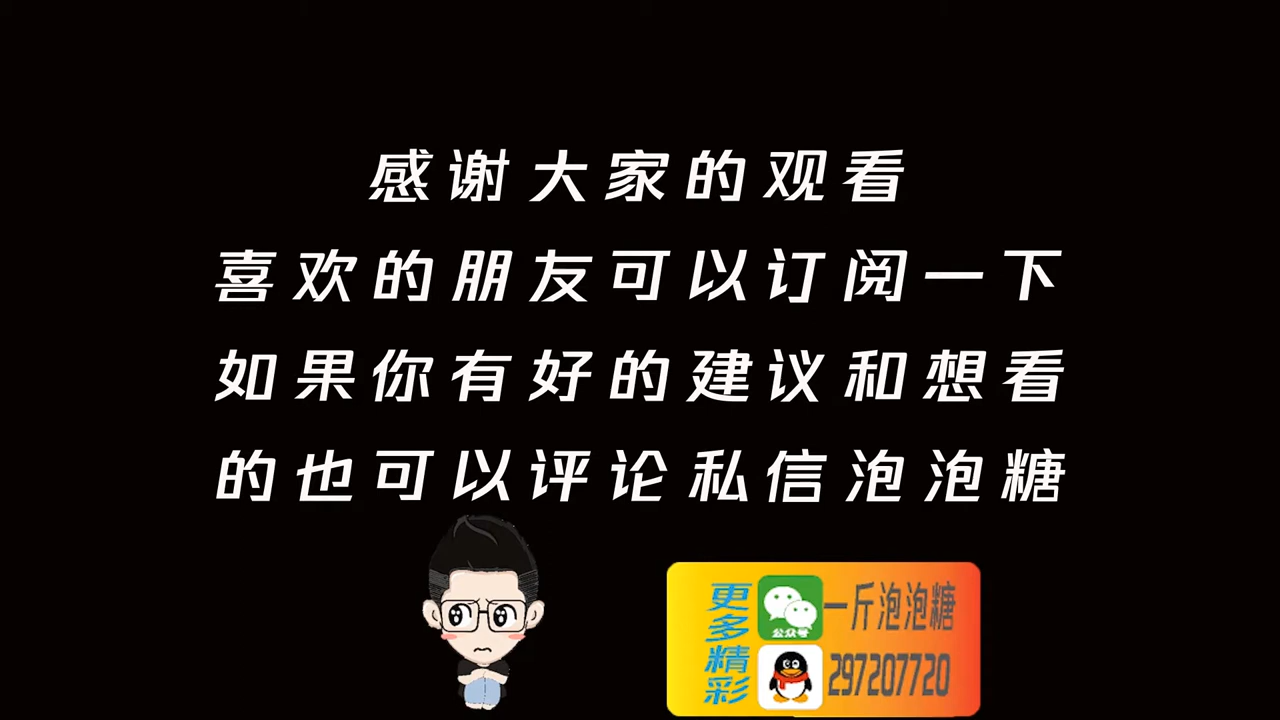 感谢大家的观看
喜欢的朋友可以订阅一下
如果你有好的建议和想看
的也可以评论私信泡泡糖
更多精彩
公众号
一斤泡泡糖
297207720